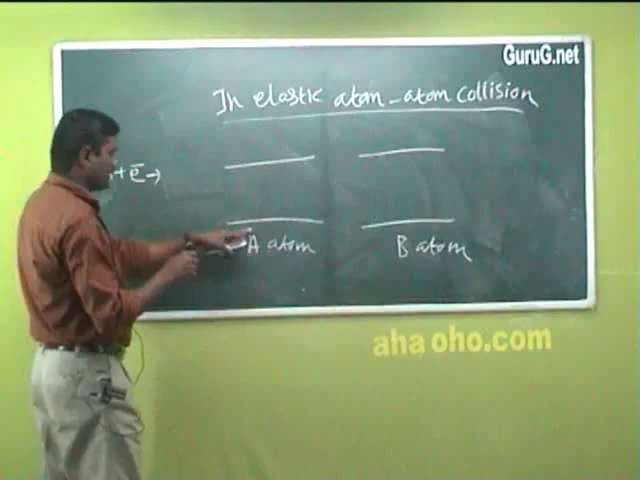 GuruG.net
In elastic atom-atom collision
+ e̅ →
A atom
B atom
aha oho.com